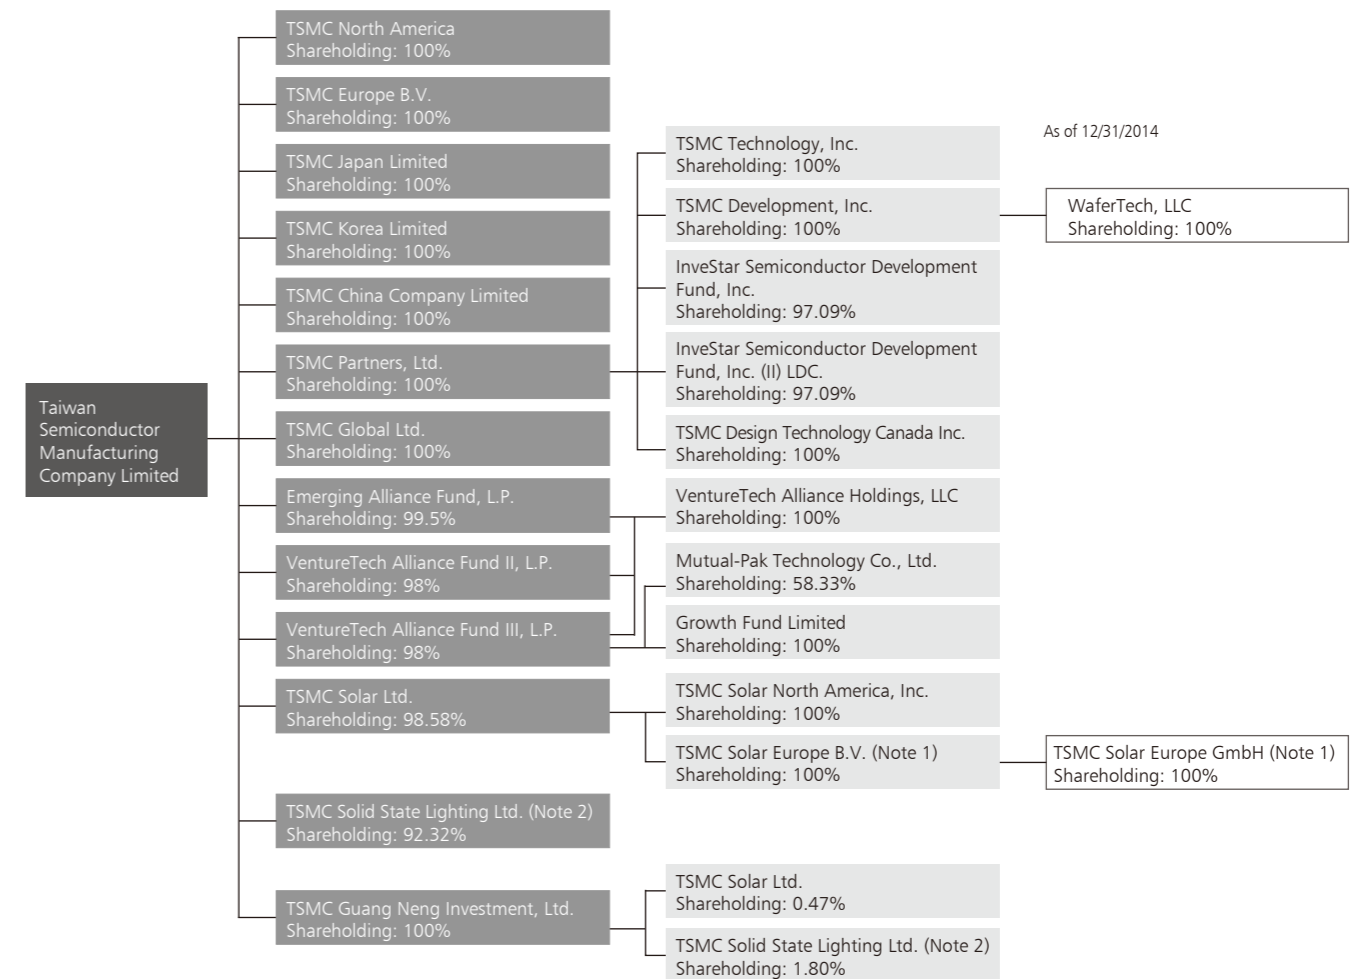 TSMC North America
Shareholding: 100%
TSMC Europe B.V.
Shareholding: 100%
TSMC Japan Limited
Shareholding: 100%
TSMC Korea Limited
Shareholding: 100%
TSMC China Company Limited
Shareholding: 100%
TSMC Partners, Ltd.
Shareholding: 100%
Taiwan
Semiconductor
Manufacturing
Company Limited
TSMC Global Ltd.
Shareholding: 100%
Emerging Alliance Fund, L.P.
Shareholding: 99.5%
VentureTech Alliance Fund II, L.P.
Shareholding: 98%
VentureTech Alliance Fund III, L.P.
Shareholding: 98%
TSMC Solar Ltd.
Shareholding: 98.58%
TSMC Solid State Lighting Ltd. (Note 2)
Shareholding: 92.32%
TSMC Guang Neng Investment, Ltd.
Shareholding: 100%
TSMC Technology, Inc.
Shareholding: 100%
TSMC Development, Inc.
Shareholding: 100%
InveStar Semiconductor Development
Fund, Inc.
Shareholding: 97.09%
InveStar Semiconductor Development
Fund, Inc. (II) LDC.
Shareholding: 97.09%
TSMC Design Technology Canada Inc.
Shareholding: 100%
VentureTech Alliance Holdings, LLC
Shareholding: 100%
Mutual-Pak Technology Co., Ltd.
Shareholding: 58.33%
Growth Fund Limited
Shareholding: 100%
TSMC Solar North America, Inc.
Shareholding: 100%
TSMC Solar Europe B.V. (Note 1)
Shareholding: 100%
TSMC Solar Ltd.
Shareholding: 0.47%
TSMC Solid State Lighting Ltd. (Note 2)
Shareholding: 1.80%
As of 12/31/2014
WaferTech, LLC
Shareholding: 100%
TSMC Solar Europe GmbH (Note 1)
Shareholding: 100%